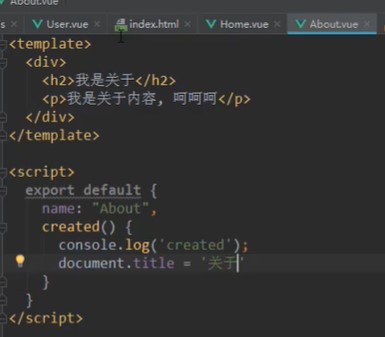 About.vue
s User.vue index.html Home.vue About.vue
<template>
<div>
<h2>我是关于</h2>
<p>我是关于内容, 呵呵呵</p>
</div>
</template>
<script>
export default {
name: "About",
created() {
console.log('created');
document.title = '关于'
}
}
</script>